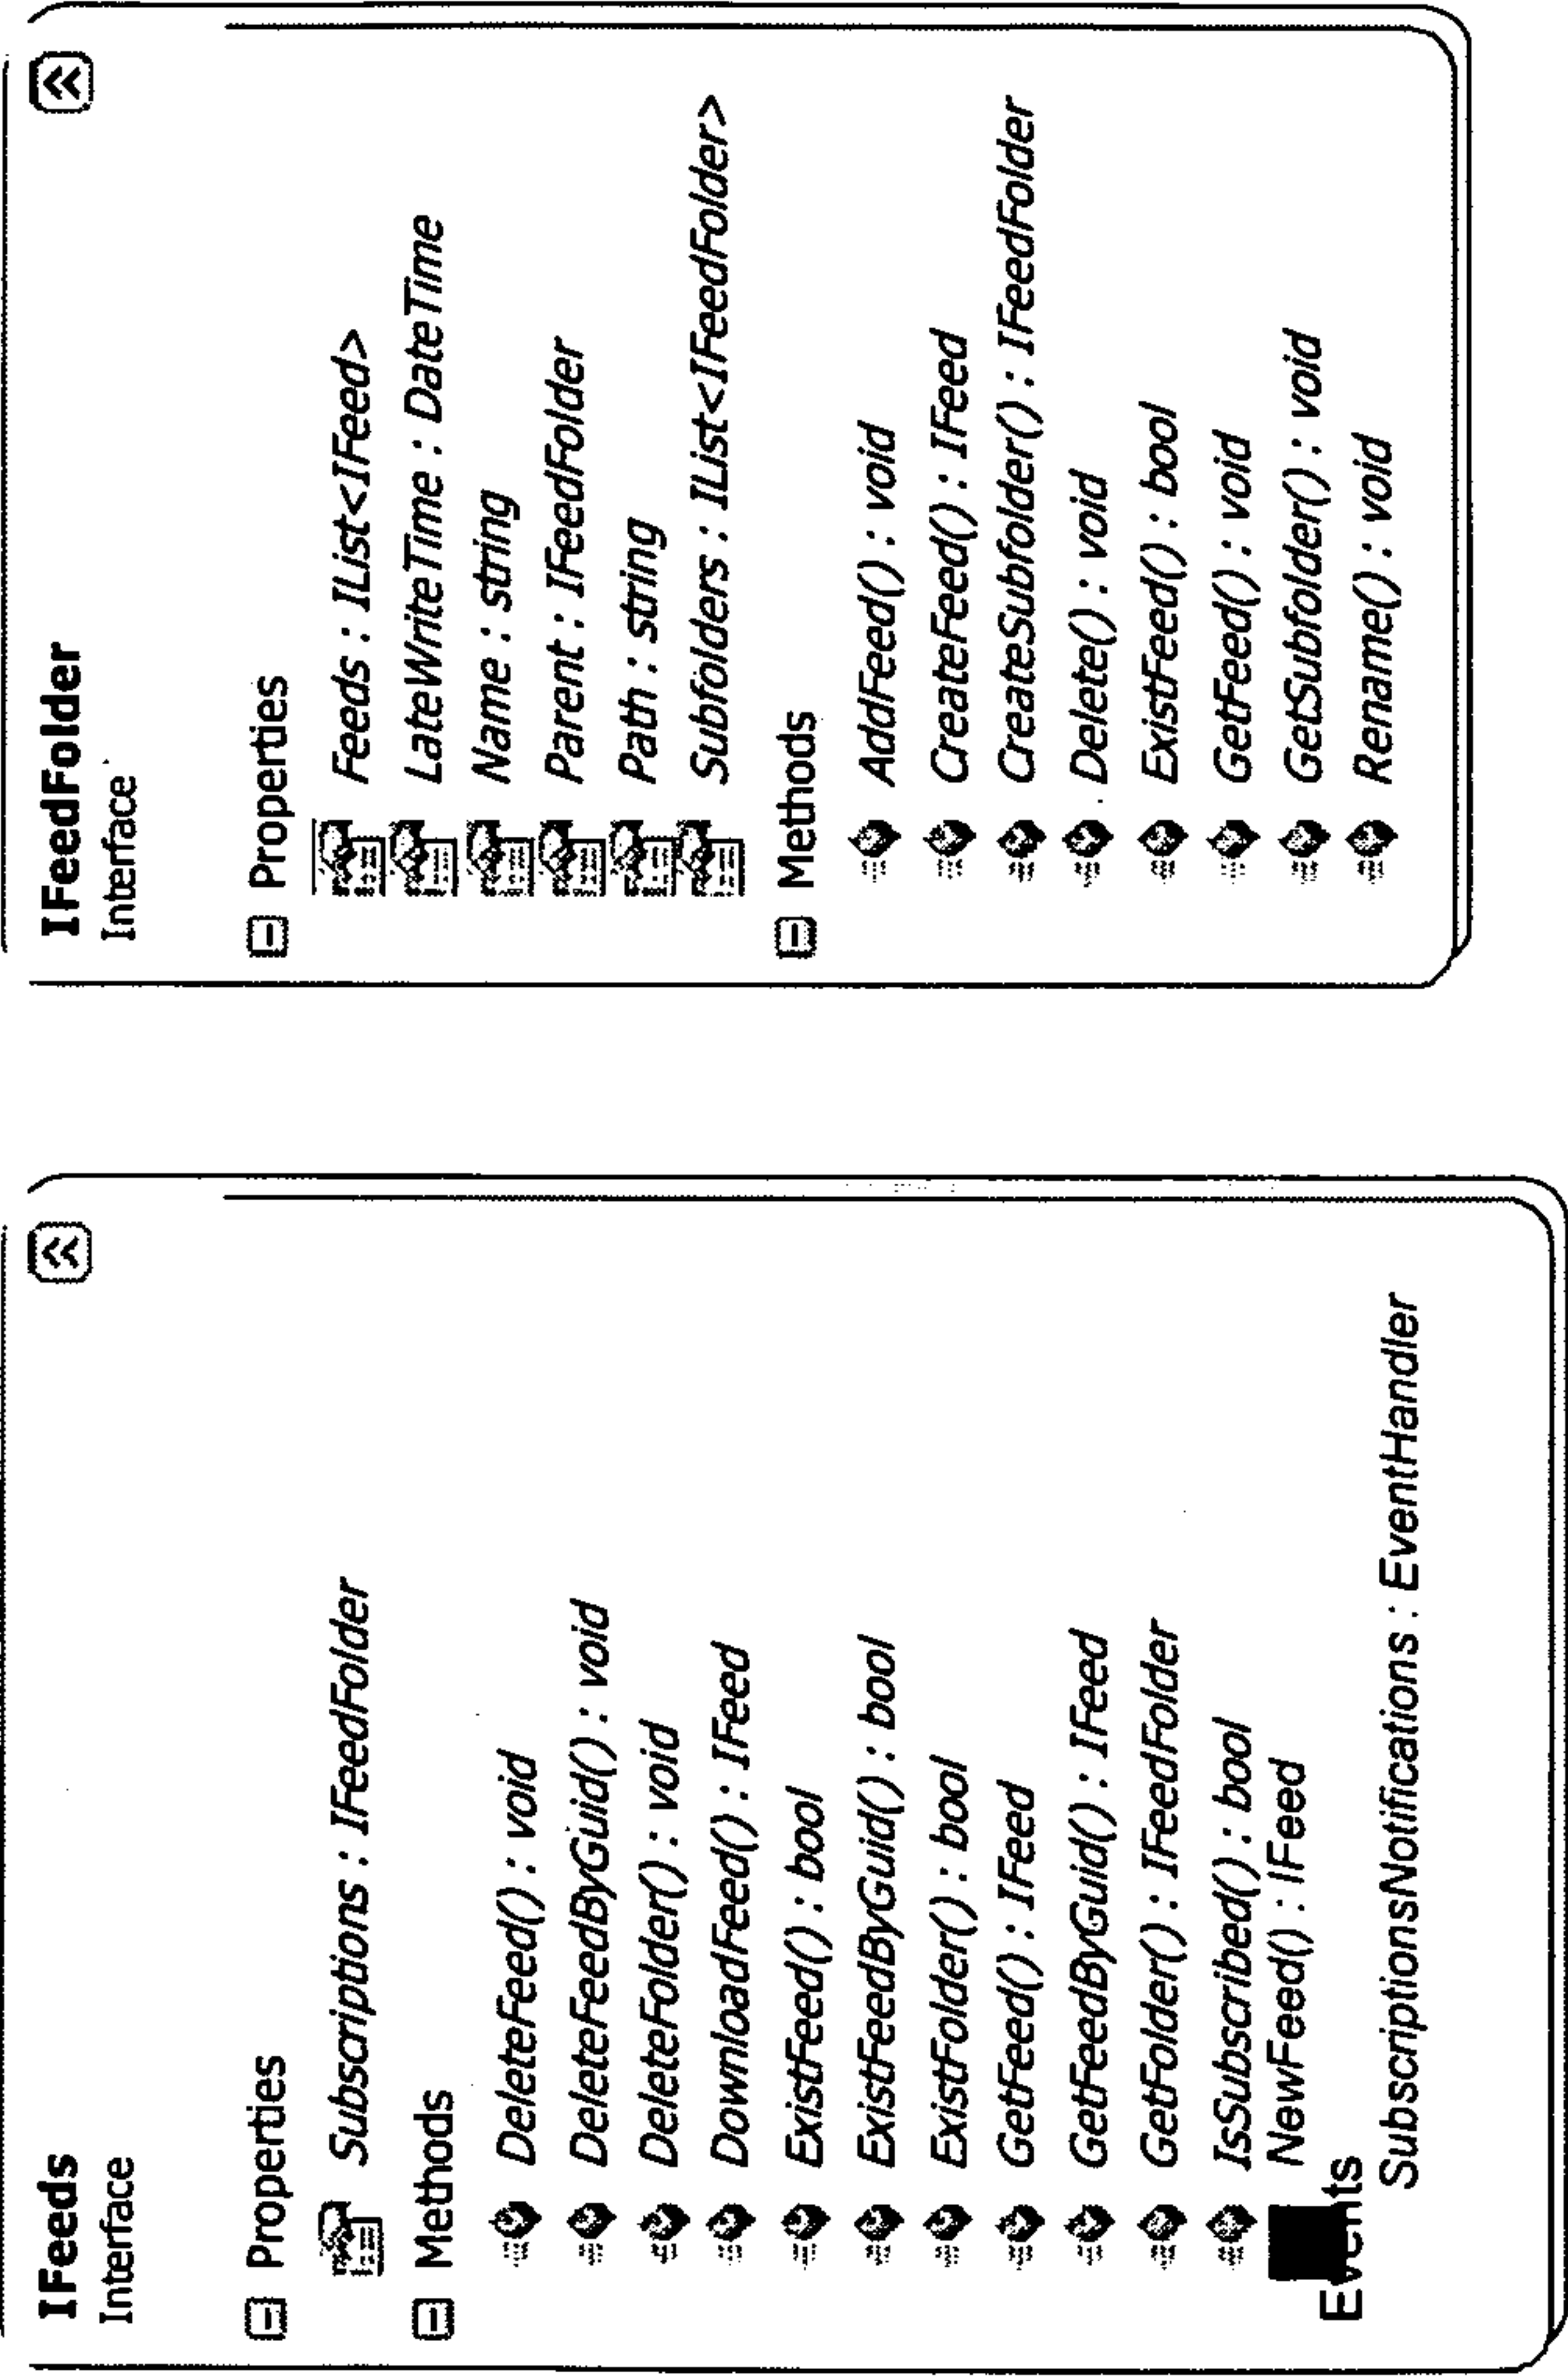 IFeeds
Interface
Properties
Subscriptions : IFeedFolder
Methods
DeleteFeed() : void
DeleteFeedByGuid() : void
DeleteFolder() : void
DownloadFeed() : IFeed
ExistFeed() : bool
ExistFeedByGuid() : bool
ExistFolder() : bool
GetFeed() : IFeed
GetFeedByGuid() : IFeed
GetFolder() : IFeedFolder
IsSubscribed() : bool
NewFeed() : IFeed
Events
SubscriptionsNotifications : EventHandler
IFeedFolder
Interface
Properties
Feeds : IList<IFeed>
LateWriteTime : DateTime
Name : string
Parent : IFeedFolder
Path : string
Subfolders : IList<IFeedFolder>
Methods
AddFeed() : void
CreateFeed() : IFeed
CreateSubfolder() : IFeedFolder
Delete() : void
ExistFeed() : bool
GetFeed() : void
GetSubfolder() : void
Rename() : void